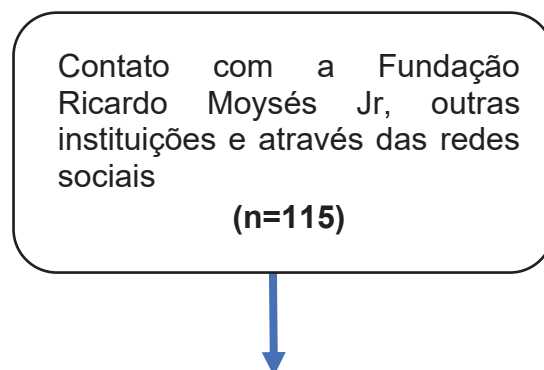 Contato com a Fundação
Ricardo Moysés Jr, outras
instituições e através das redes
sociais
(n=115)